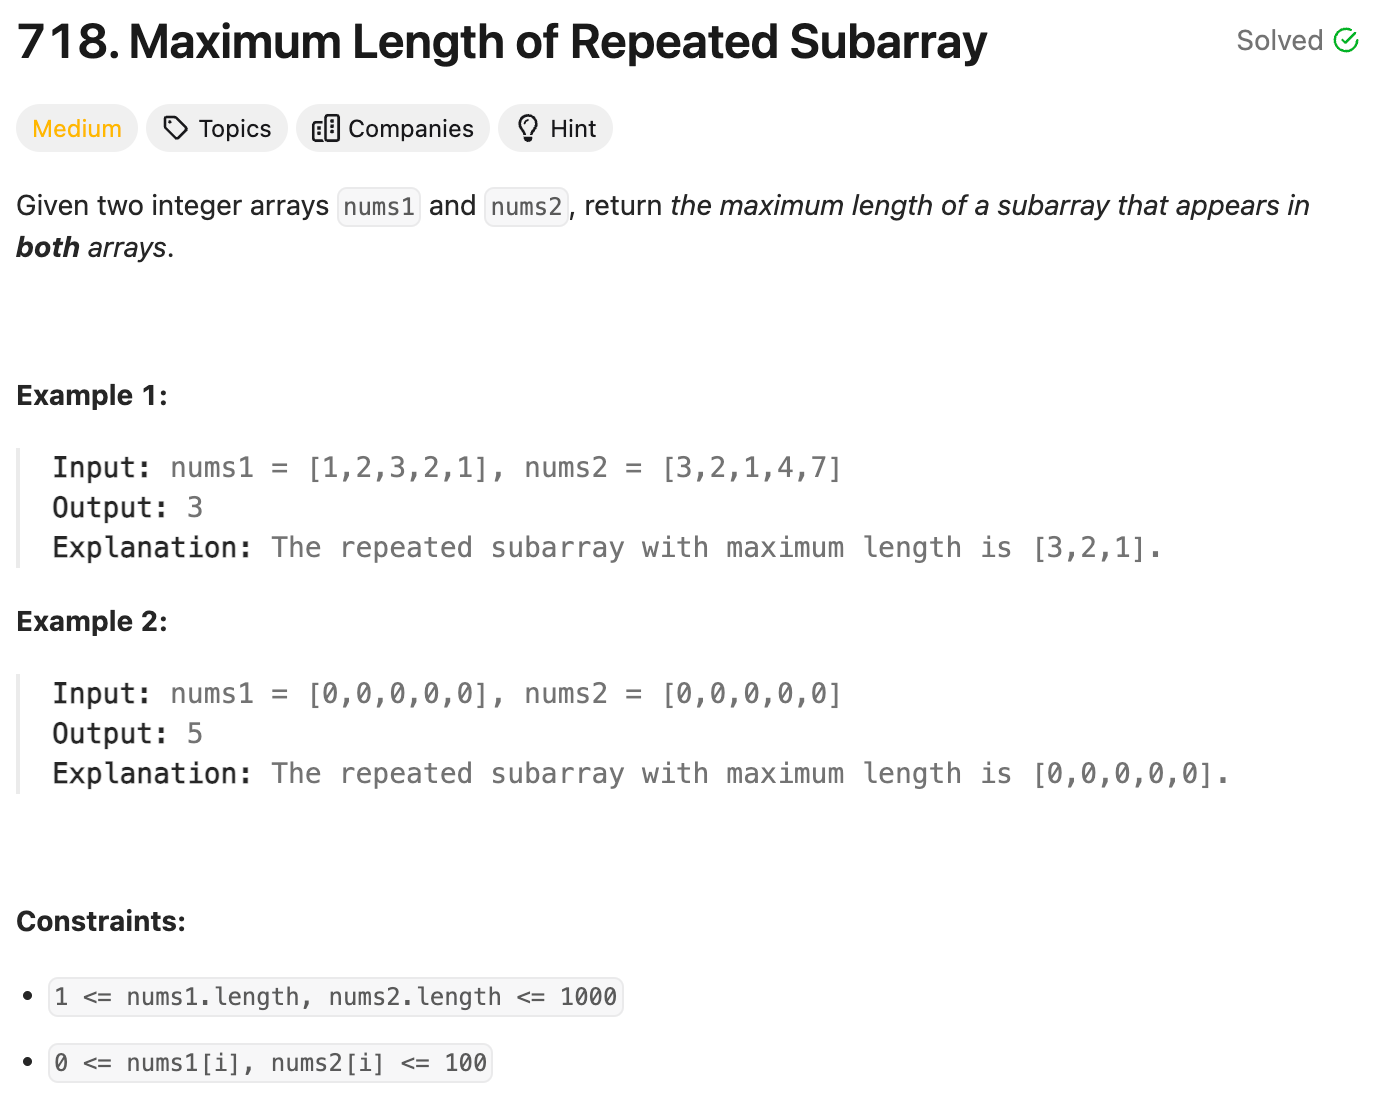 718. Maximum Length of Repeated Subarray
Solved
Medium
Topics
Companies
Hint
Given two integer arrays nums1 and nums2, return the maximum length of a subarray that appears in
both arrays.
Example 1:
Input: nums1 = [1,2,3,2,1], nums2 = [3,2,1,4,7]
Output: 3
Explanation: The repeated subarray with maximum length is [3,2,1].
Example 2:
Input: nums1 = [0,0,0,0,0], nums2 = [0,0,0,0,0]
Output: 5
Explanation: The repeated subarray with maximum length is [0,0,0,0,0].
Constraints:
• 1 <= nums1.length, nums2.length <= 1000
• 0 <= nums1[i], nums2[i] <= 100